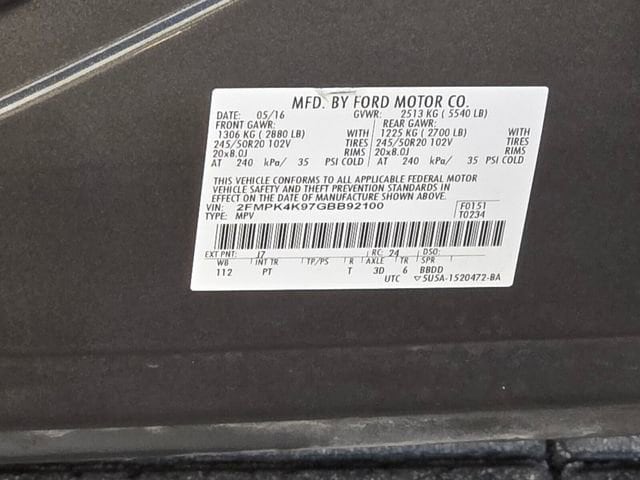 MFD. BY FORD MOTOR CO.
DATE: 05/16 GVWR: 2513 KG ( 5540 LB)
FRONT GAWR: REAR GAWR:
1306 KG ( 2880 LB) WITH 1225 KG ( 2700 LB) WITH
245/50R20 102V TIRES 245/50R20 102V TIRES
20x8.0J RIMS 20x8.0J RIMS
AT 240 kPa/ 35 PSI COLD AT 240 kPa/ 35 PSI COLD
THIS VEHICLE CONFORMS TO ALL APPLICABLE FEDERAL MOTOR
VEHICLE SAFETY AND THEFT PREVENTION STANDARDS IN
EFFECT ON THE DATE OF MANUFACTURE SHOWN ABOVE.
VIN: 2FMPK4K97GBB92100 F0151
TYPE: MPV T0234
EXT PNT: J7 RC: 24 DSO:
WB INT TR TP/PS R AXLE TR SPR
112 PT T 3D 6 BBDD
UTC ▽5U5A-1520472-BA